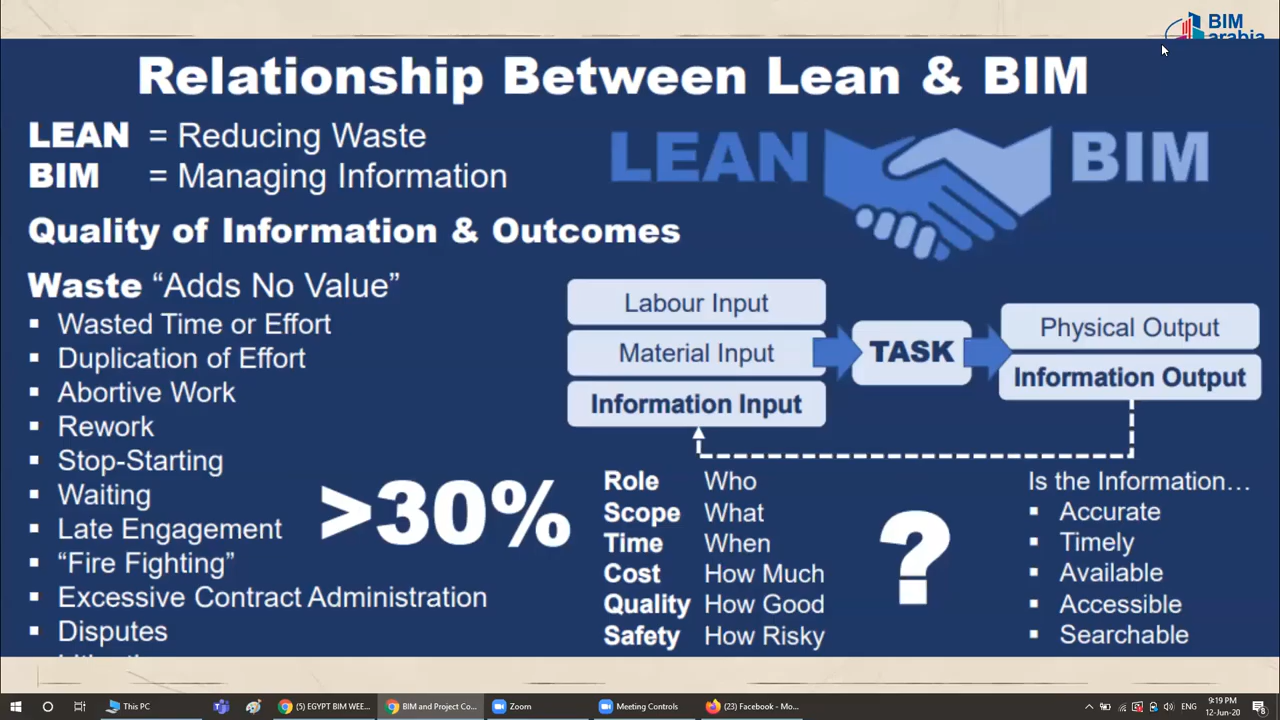 BIM
arabia
Relationship Between Lean & BIM
LEAN = Reducing Waste
BIM = Managing Information
LEAN BIM
Quality of Information & Outcomes
Waste “Adds No Value”
▪ Wasted Time or Effort
▪ Duplication of Effort
▪ Abortive Work
▪ Rework
▪ Stop-Starting
▪ Waiting
▪ Late Engagement
▪ “Fire Fighting”
▪ Excessive Contract Administration
▪ Disputes
>30%
Labour Input
Material Input
Information Input
TASK
Physical Output
Information Output
Role Who
Scope What
Time When
Cost How Much
Quality How Good
Safety How Risky
?
Is the Information…
▪ Accurate
▪ Timely
▪ Available
▪ Accessible
▪ Searchable
This PC
(5) EGYPT BIM WEE...
BIM and Project Co...
Zoom
Meeting Controls
(23) Facebook - Mo...
ENG
9:19 PM
12-Jun-20
8